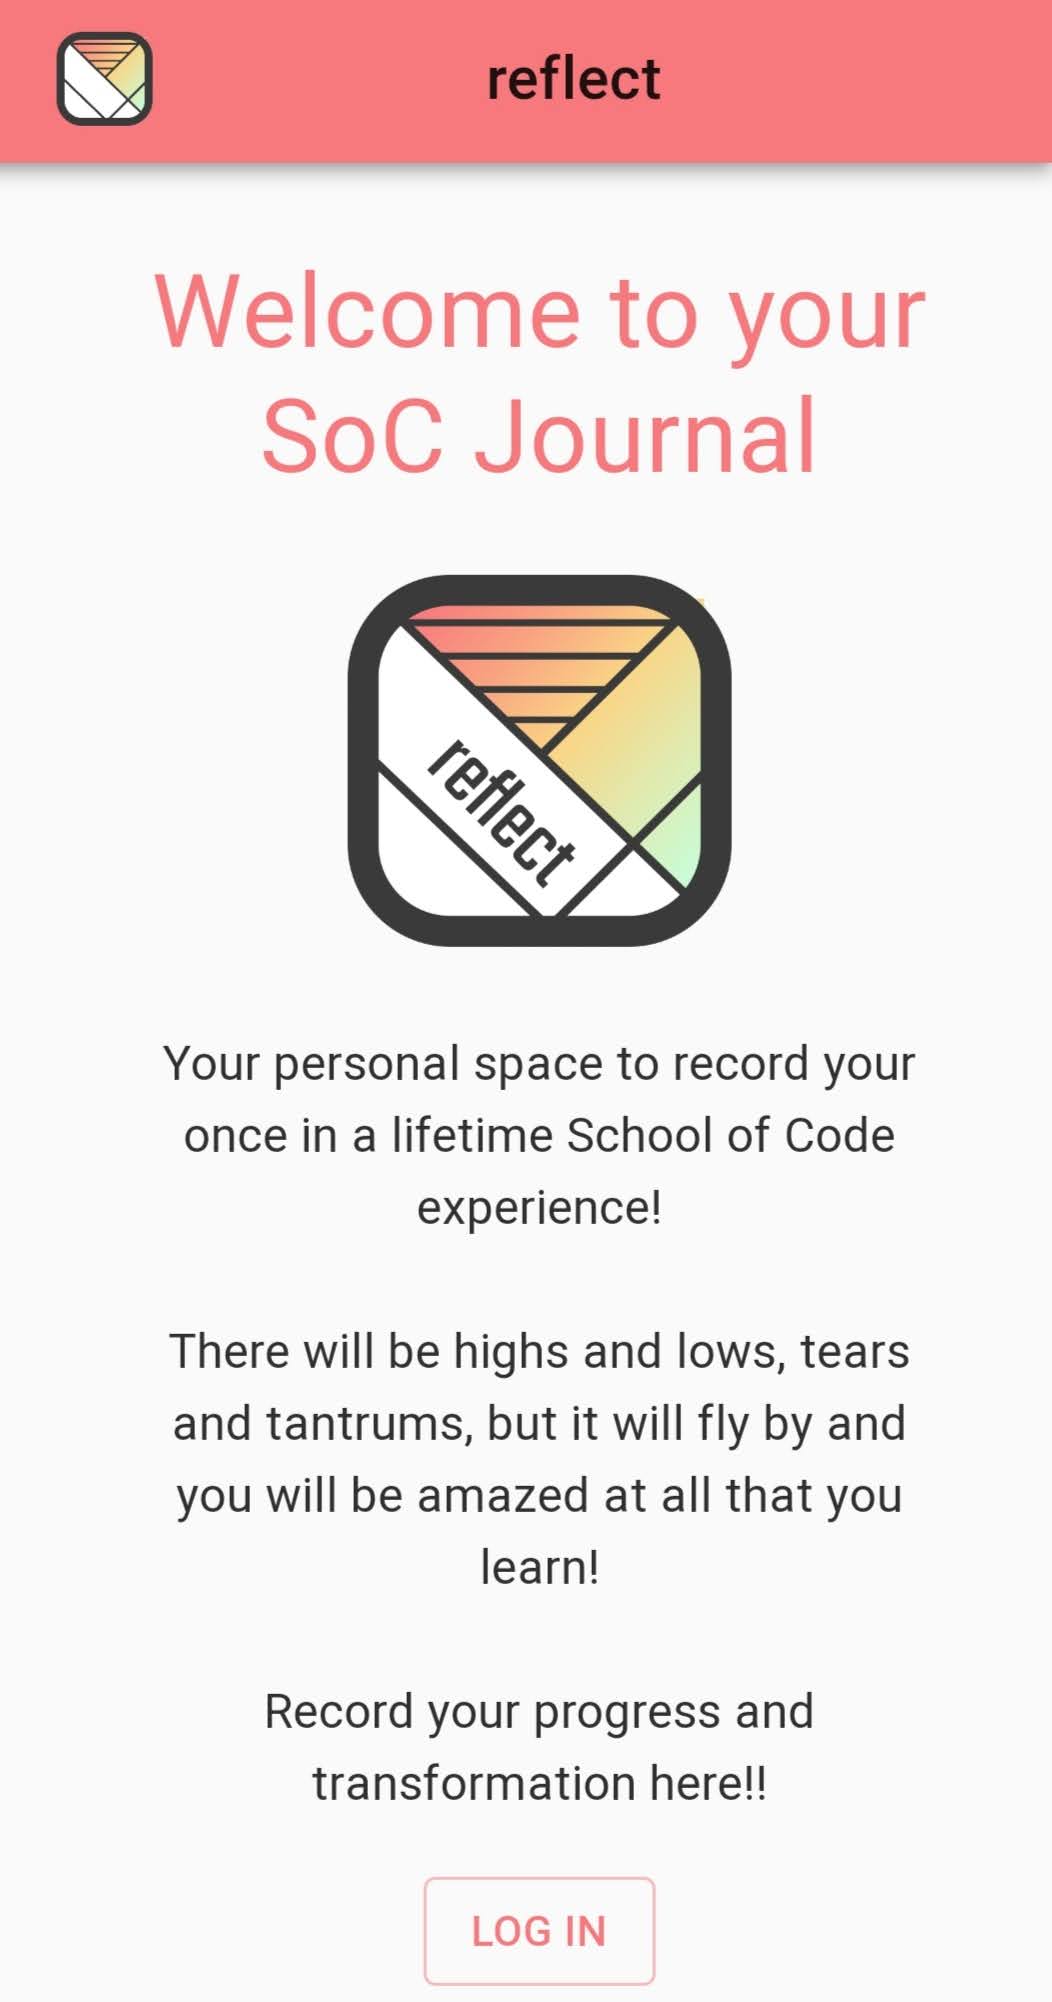 reflect
Welcome to your
SoC Journal
reflect
Your personal space to record your
once in a lifetime School of Code
experience!
There will be highs and lows, tears
and tantrums, but it will fly by and
you will be amazed at all that you
learn!
Record your progress and
transformation here!!
LOG IN